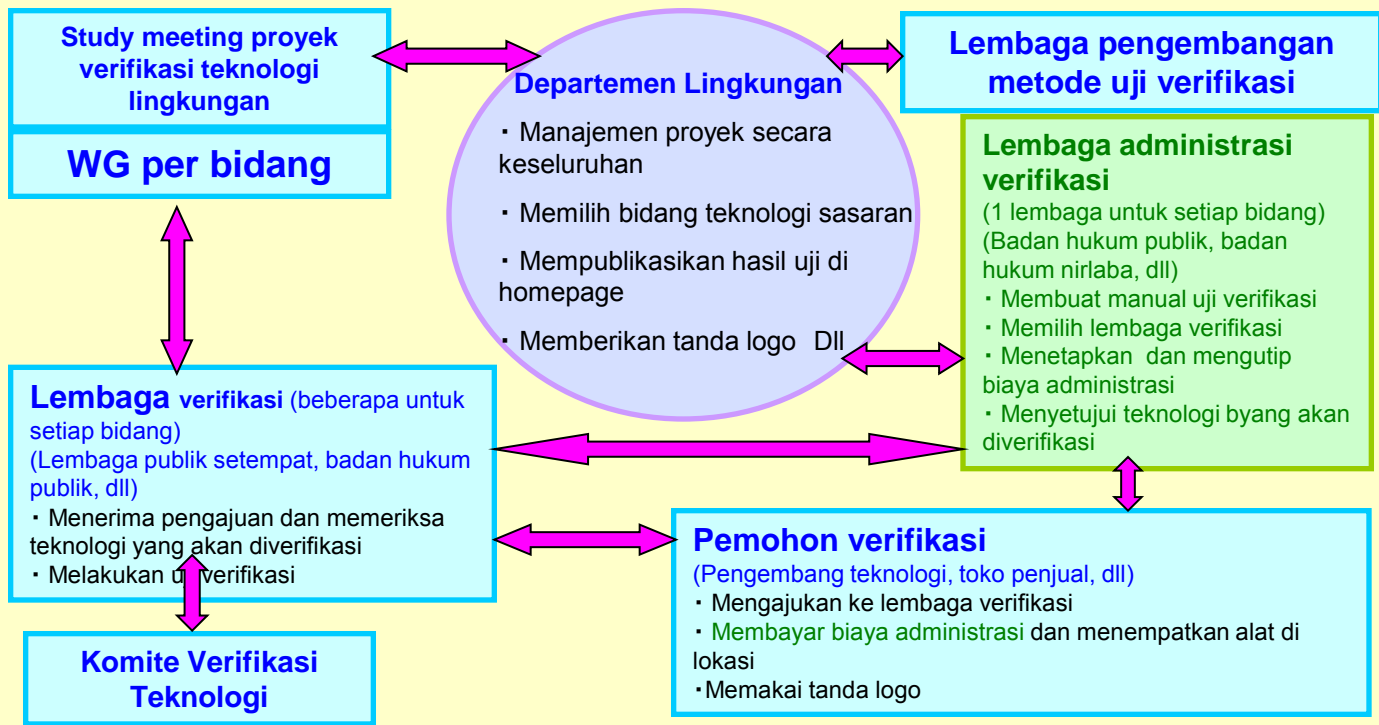 Study meeting proyek
verifikasi teknologi
lingkungan
WG per bidang
Departemen Lingkungan
・Manajemen proyek secara
keseluruhan
・Memilih bidang teknologi sasaran
・Mempublikasikan hasil uji di
homepage
・Memberikan tanda logo Dll
Lembaga pengembangan
metode uji verifikasi
Lembaga administrasi
verifikasi
(1 lembaga untuk setiap bidang)
(Badan hukum publik, badan
hukum nirlaba, dll)
・Membuat manual uji verifikasi
・Memilih lembaga verifikasi
・Menetapkan dan mengutip
biaya administrasi
・Menyetujui teknologi byang akan
diverifikasi
Lembaga verifikasi (beberapa untuk
setiap bidang)
(Lembaga publik setempat, badan hukum
publik, dll)
・Menerima pengajuan dan memeriksa
teknologi yang akan diverifikasi
・Melakukan verifikasi
Pemohon verifikasi
(Pengembang teknologi, toko penjual, dll)
・Mengajukan ke lembaga verifikasi
・Membayar biaya administrasi dan menempatkan alat di
lokasi
・Memakai tanda logo
Komite Verifikasi
Teknologi